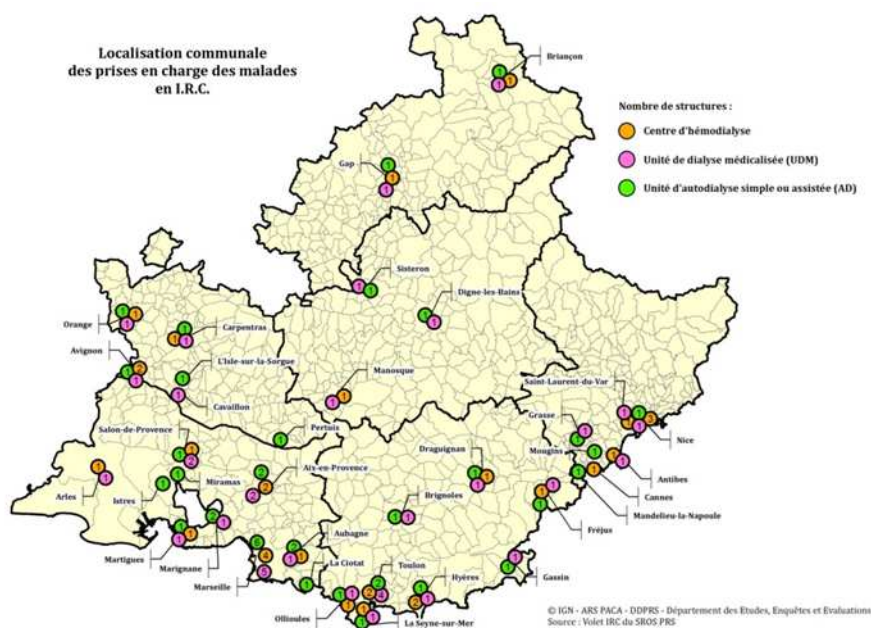 Localisation communale
des prises en charge des malades
en I.R.C.
Briançon
Nombre de structures :
1 Centre d'hémodialyse
1 Unité de dialyse médicalisée (UDM)
1 Unité d'autodialyse simple ou assistée (AD)
Gap
Sisteron
Digne-les-Bains
Orange
Carpentras
Avignon
L'Isle-sur-la-Sorgue
Manosque
Cavaillon
Saint-Laurent-du-Var
Grasse
Nice
Pertuis
Salon-de-Provence
Mougins
Draguignan
Aix-en-Provence
Antibes
Miramas
Cannes
Arles
Istres
Brignoles
Mandelieu-la-Napoule
Fréjus
Aubagne
Martigues
La Ciotat
Toulon
Marignane
Hyères
Gassin
Marseille
Ollioules
La Seyne-sur-Mer
© IGN - ARS PACA - DDPRS - Département des Etudes, Enquêtes et Evaluations
Source : Volet IRC du SROS PRS